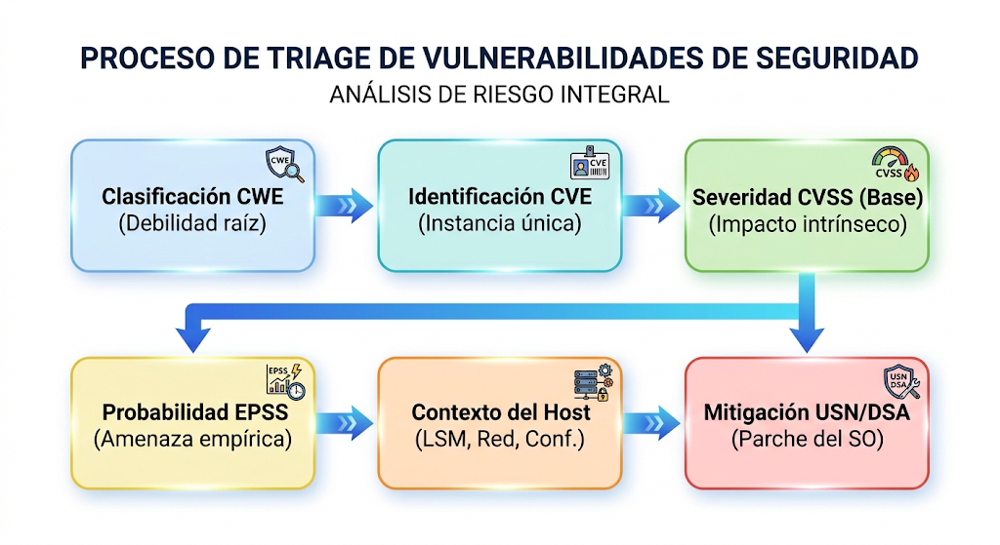 PROCESO DE TRIAGE DE VULNERABILIDADES DE SEGURIDAD
ANÁLISIS DE RIESGO INTEGRAL
CWE
Clasificación CWE
(Debilidad raíz)
CVE
Identificación CVE
(Instancia única)
CVSS
Severidad CVSS (Base)
(Impacto intrínseco)
EPSS
Probabilidad EPSS
(Amenaza empírica)
Contexto del Host
(LSM, Red, Conf.)
USN
DSA
Mitigación USN/DSA
(Parche del SO)